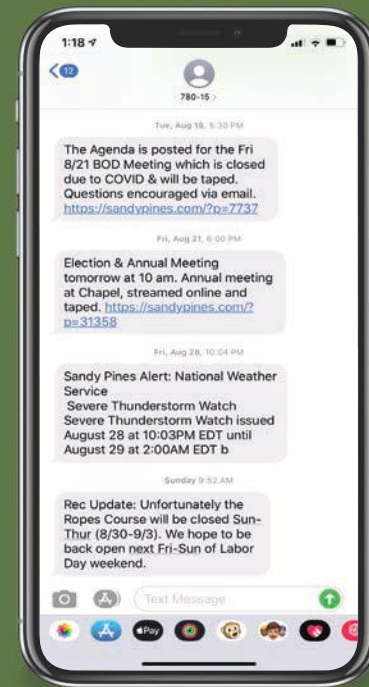 1:18
12
780-15 >
Tue, Aug 18, 5:30 PM
The Agenda is posted for the Fri
8/21 BOD Meeting which is closed
due to COVID & will be taped.
Questions encouraged via email.
https://sandypines.com/?p=7737
Fri, Aug 21, 6:00 PM
Election & Annual Meeting
tomorrow at 10 am. Annual meeting
at Chapel, streamed online and
taped. https://sandypines.com/?
p=31358
Fri, Aug 28, 10:04 PM
Sandy Pines Alert: National Weather
Service
Severe Thunderstorm Watch
Severe Thunderstorm Watch issued
August 28 at 10:03PM EDT until
August 29 at 2:00AM EDT b
Sunday 9:52 AM
Rec Update: Unfortunately the
Ropes Course will be closed Sun-
Thur (8/30-9/3). We hope to be
back open next Fri-Sun of Labor
Day weekend.
Text Message
Pay